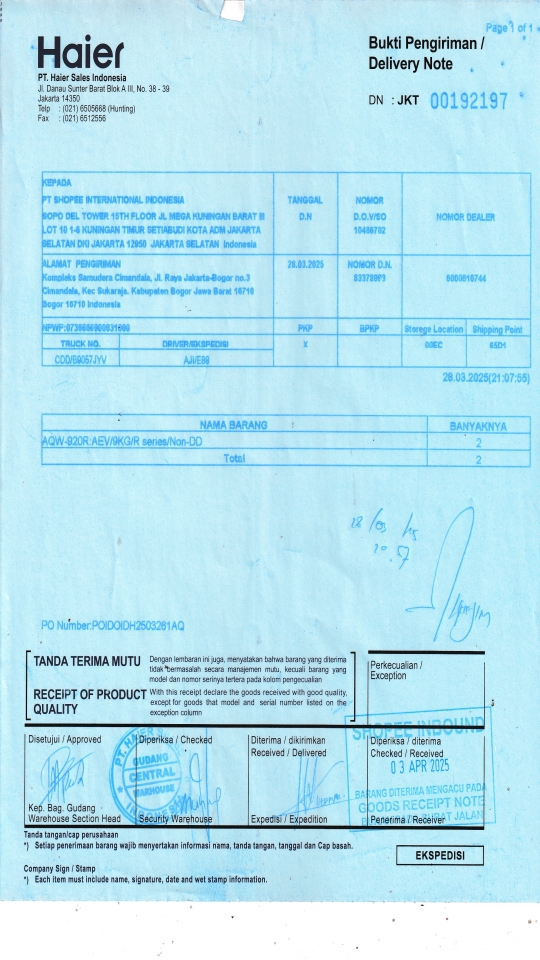 Page 1 of 1
Haier
Bukti Pengiriman /
Delivery Note
PT. Haier Sales Indonesia
Jl. Danau Sunter Barat Blok A III, No. 38 - 39
Jakarta 14350
Telp : (021) 6505668 (Hunting)
Fax : (021) 6512556
DN : JKT 00192197
KEPADA
PT SHOPEE INTERNATIONAL INDONESIA
SOPO DEL TOWER 15TH FLOOR JL MEGA KUNINGAN BARAT III
LOT 10 1-6 KUNINGAN TIMUR SETIABUDI KOTA ADM JAKARTA
SELATAN DKI JAKARTA 12950 JAKARTA SELATAN Indonesia
TANGGAL
D.N
NOMOR
D.O.V/SO
NOMOR DEALER
ALAMAT PENGIRIMAN
Kompleks Samudera Cimandala, Jl. Raya Jakarta-Bogor no.3
Cimandala, Kec Sukaraja. Kabupaten Bogor Jawa Barat 16710
Bogor 16710 Indonesia
28.03.2025
NOMOR D.N.
PKP
BPKP
Storege Location
Shipping Point
TRUCK NO.
DRIVER/EKSPEDISI
X
28.03.2025(21:07:55)
NAMA BARANG
BANYAKNYA
AQW-920R;AEV/9KG/R series/Non-DD
2
Total
2
PO Number:POIDOIDH2503261AQ
TANDA TERIMA MUTU
Dengan lembaran ini juga, menyatakan bahwa barang yang diterima
tidak bermasalah secara manajemen mutu, kecuali barang yang
model dan nomor serinya tertera pada kolom pengecualian
RECEIPT OF PRODUCT
QUALITY
With this receipt declare the goods received with good quality,
except for goods that model and serial number listed on the
exception column
Perkecualian /
Exception
Disetujui / Approved
Diperiksa / Checked
Diterima / dikirimkan
Received / Delivered
Diperiksa / diterima
Checked / Received
SHOPEE INBOUND
03 APR 2025
BARANG DITERIMA MENGACU PADA
GOODS RECEIPT NOTE
GUDANG
CENTRAL
WAREHOUSE
Kep. Bag. Gudang
Warehouse Section Head
Security Warehouse
Expedisi / Expedition
Penerima / Receiver
Tanda tangan/cap perusahaan
*) Setiap penerimaan barang wajib menyertakan informasi nama, tanda tangan, tanggal dan Cap basah.
EKSPEDISI
Company Sign / Stamp
*) Each item must include name, signature, date and wet stamp information.